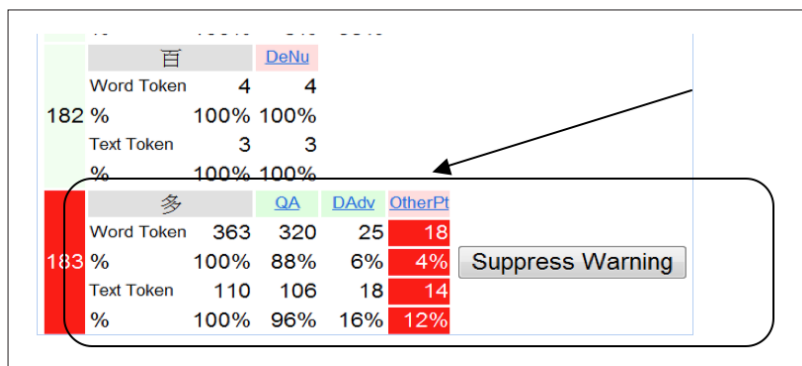 百 DeNu
Word Token 4 4
182 % 100% 100%
Text Token 3 3
% 100% 100%
多 QA DAdv OtherPt
Word Token 363 320 25 18
183 % 100% 88% 6% 4% Suppress Warning
Text Token 110 106 18 14
% 100% 96% 16% 12%